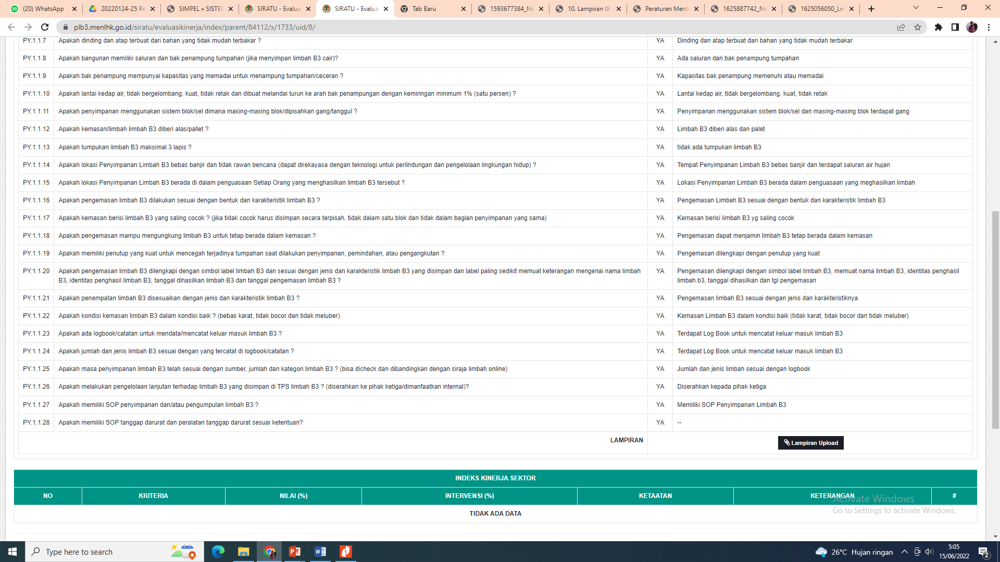 (20) WhatsApp
20220124-25 Pe
SIMPEL » SISTEM
SIRATU - Evalua
SIRATU - Evalua
Tab Baru
1593677384_Ne
10. Lampiran IX
Peraturan Mente
1625887742_Ne
1625056050_Let
plb3.menlhk.go.id/siratu/evaluasikinerja/index/parent/84112/x/1733/uid/8/
PY.1.1.7 Apakah dinding dan atap terbuat dari bahan yang tidak mudah terbakar ? YA Dinding dan atap terbuat dari bahan yang tidak mudah terbakar
PY.1.1.8 Apakah bangunan memiliki saluran dan bak penampung tumpahan (jika menyimpan limbah B3 cair)? YA Ada saluran dan bak penampung tumpahan
PY.1.1.9 Apakah bak penampung mempunyai kapasitas yang memadai untuk menampung tumpahan/ceceran ? YA Kapasitas bak penampung memenuhi atau memadai
PY.1.1.10 Apakah lantai kedap air, tidak bergelombang, kuat, tidak retak dan dibuat melandai turun ke arah bak penampungan dengan kemiringan minimum 1% (satu persen) ? YA Lantai kedap air, tidak bergelombang, kuat, tidak retak
PY.1.1.11 Apakah penyimpanan menggunakan sistem blok/sel dimana masing-masing blok/dipisahkan gang/tanggul ? YA Penyimpanan menggunakan sistem blok/sel dan masing-masing blok terdapat gang
PY.1.1.12 Apakah kemasan/limbah limbah B3 diberi alas/pallet ? YA Limbah B3 diberi alas dan palet
PY.1.1.13 Apakah tumpukan limbah B3 maksimal 3 lapis ? YA tidak ada tumpukan limbah B3
PY.1.1.14 Apakah lokasi Penyimpanan Limbah B3 bebas banjir dan tidak rawan bencana (dapat direkayasa dengan teknologi untuk perlindungan dan pengelolaan lingkungan hidup) ? YA Tempat Penyimpanan Limbah B3 bebas banjir dan terdapat saluran air hujan
PY.1.1.15 Apakah lokasi Penyimpanan Limbah B3 berada di dalam penguasaan Setiap Orang yang menghasilkan limbah B3 tersebut ? YA Lokasi Penyimpanan Limbah B3 berada dalam penguasaan yang meghasilkan limbah
PY.1.1.16 Apakah pengemasan limbah B3 dilakukan sesuai dengan bentuk dan karakteristik limbah B3 ? YA Pengemasan Limbah B3 sesuai dengan bentuk dan karakteristik limbah B3
PY.1.1.17 Apakah kemasan berisi limbah B3 yang saling cocok ? (jika tidak cocok harus disimpan secara terpisah, tidak dalam satu blok dan tidak dalam bagian penyimpanan yang sama) YA Kemasan berisi limbah B3 yg saling cocok
PY.1.1.18 Apakah pengemasan mampu mengungkung limbah B3 untuk tetap berada dalam kemasan ? YA Pengemasan dapat menjamin limbah B3 tetap berada dalam kemasan
PY.1.1.19 Apakah memiliki penutup yang kuat untuk mencegah terjadinya tumpahan saat dilakukan penyimpanan, pemindahan, atau pengangkutan ? YA Pengemasan dilengkapi dengan penutup yang kuat
PY.1.1.20 Apakah pengemasan limbah B3 dilengkapi dengan simbol label limbah B3 dan sesuai dengan jenis dan karakteristik limbah B3 yang disimpan dan label paling sedikit memuat keterangan mengenai nama limbah YA Pengemasan dilengkapi dengan simbol label limbah B3, memuat nama limbah B3, identitas penghasil
B3, identitas penghasil limbah B3, tanggal dihasilkan limbah B3 dan tanggal pengemasan limbah B3 ? limbah b3, tanggal dihasilkan dan tgl pengemasan
PY.1.1.21 Apakah penempatan limbah B3 disesuaikan dengan jenis dan karakteristik limbah B3 ? YA Pengemasan limbah B3 sesuai dengan jenis dan karakteristiknya
PY.1.1.22 Apakah kondisi kemasan limbah B3 dalam kondisi baik ? (bebas karat, tidak bocor dan tidak meluber) YA Kemasan Limbah B3 dalam kondisi baik (tidak karat, tidak bocor dan tidak meluber)
PY.1.1.23 Apakah ada logbook/catatan untuk mendata/mencatat keluar masuk limbah B3 ? YA Terdapat Log Book untuk mencatat keluar masuk limbah B3
PY.1.1.24 Apakah jumlah dan jenis limbah B3 sesuai dengan yang tercatat di logbook/catatan ? YA Terdapat Log Book untuk mencatat keluar masuk limbah B3
PY.1.1.25 Apakah masa penyimpanan limbah B3 telah sesuai dengan sumber, jumlah dan kategori limbah B3 ? (bisa dicheck dan dibandingkan dengan siraja limbah online) YA Jumlah dan jenis limbah sesuai dengan logbook
PY.1.1.26 Apakah melakukan pengelolaan lanjutan terhadap limbah B3 yang disimpan di TPS limbah B3 ? (diserahkan ke pihak ketiga/dimanfaatkan internal)? YA Diserahkan kepada pihak ketiga
PY.1.1.27 Apakah memiliki SOP penyimpanan dan/atau pengumpulan limbah B3 ? YA Memiliki SOP Penyimpanan Limbah B3
PY.1.1.28 Apakah memiliki SOP tanggap darurat dan peralatan tanggap darurat sesuai ketentuan? YA --
LAMPIRAN Lampiran Upload
INDEKS KINERJA SEKTOR
NO KRITERIA NILAI (%) INTERVENSI (%) KETAATAN KETERANGAN #
TIDAK ADA DATA
Activate Windows
Go to Settings to activate Windows.
Type here to search
26°C Hujan ringan
5:05
15/06/2022
2